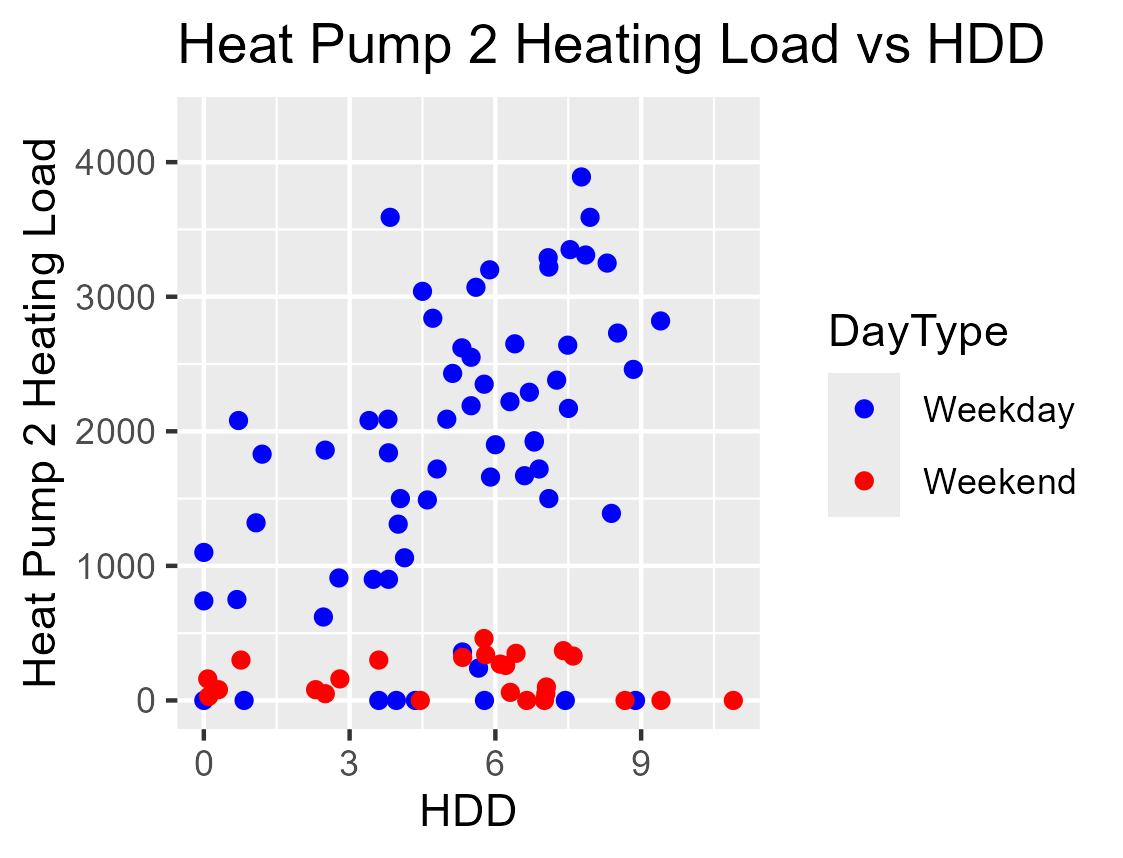 Heat Pump 2 Heating Load vs HDD
Heat Pump 2 Heating Load
4000
3000
2000
1000
0
0 3 6 9
HDD
DayType
Weekday
Weekend